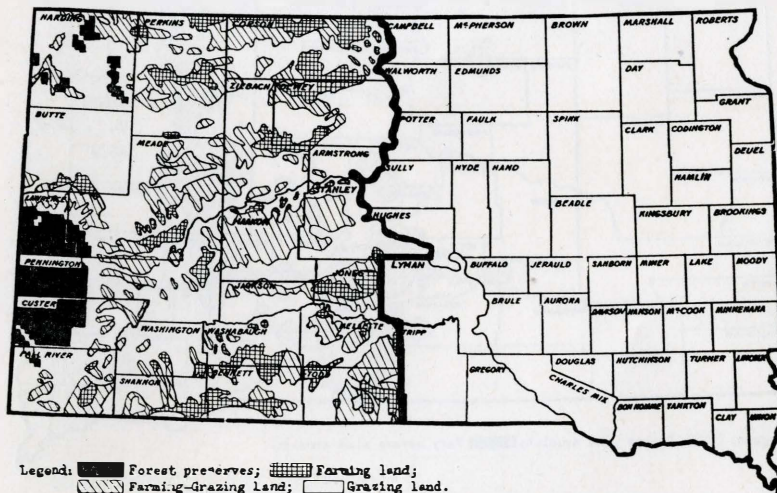 HARDING PERKINS CORSON CAMPBELL McPHERSON BROWN MARSHALL ROBERTS
WALWORTH EDMUNDS DAY
ZIEBACH DEWEY GRANT
BUTTE POTTER FAULK SPINK CLARK CODINGTON
MEADE DEUEL
ARMSTRONG HAMLIN
STANLEY SULLY HYDE HAND
LAWRENCE BEADLE
HAAKON HUGHES KINGSBURY BROOKINGS
PENNINGTON LYMAN BUFFALO JERAULD SANBORN MINER LAKE MOODY
JACKSON JONES
CUSTER BRULE AURORA HANSON McCOOK MINNEHAHA
WASHINGTON WASHABAUGH MELLETTE TRIPP
FALL RIVER DOUGLAS HUTCHINSON TURNER LINCOLN
SHANNON BENNETT TODD GREGORY CHARLES MIX
BON HOMME YANKTON CLAY UNION
Legend: Forest preserves; Farming land;
Farming-Grazing land; Grazing land.